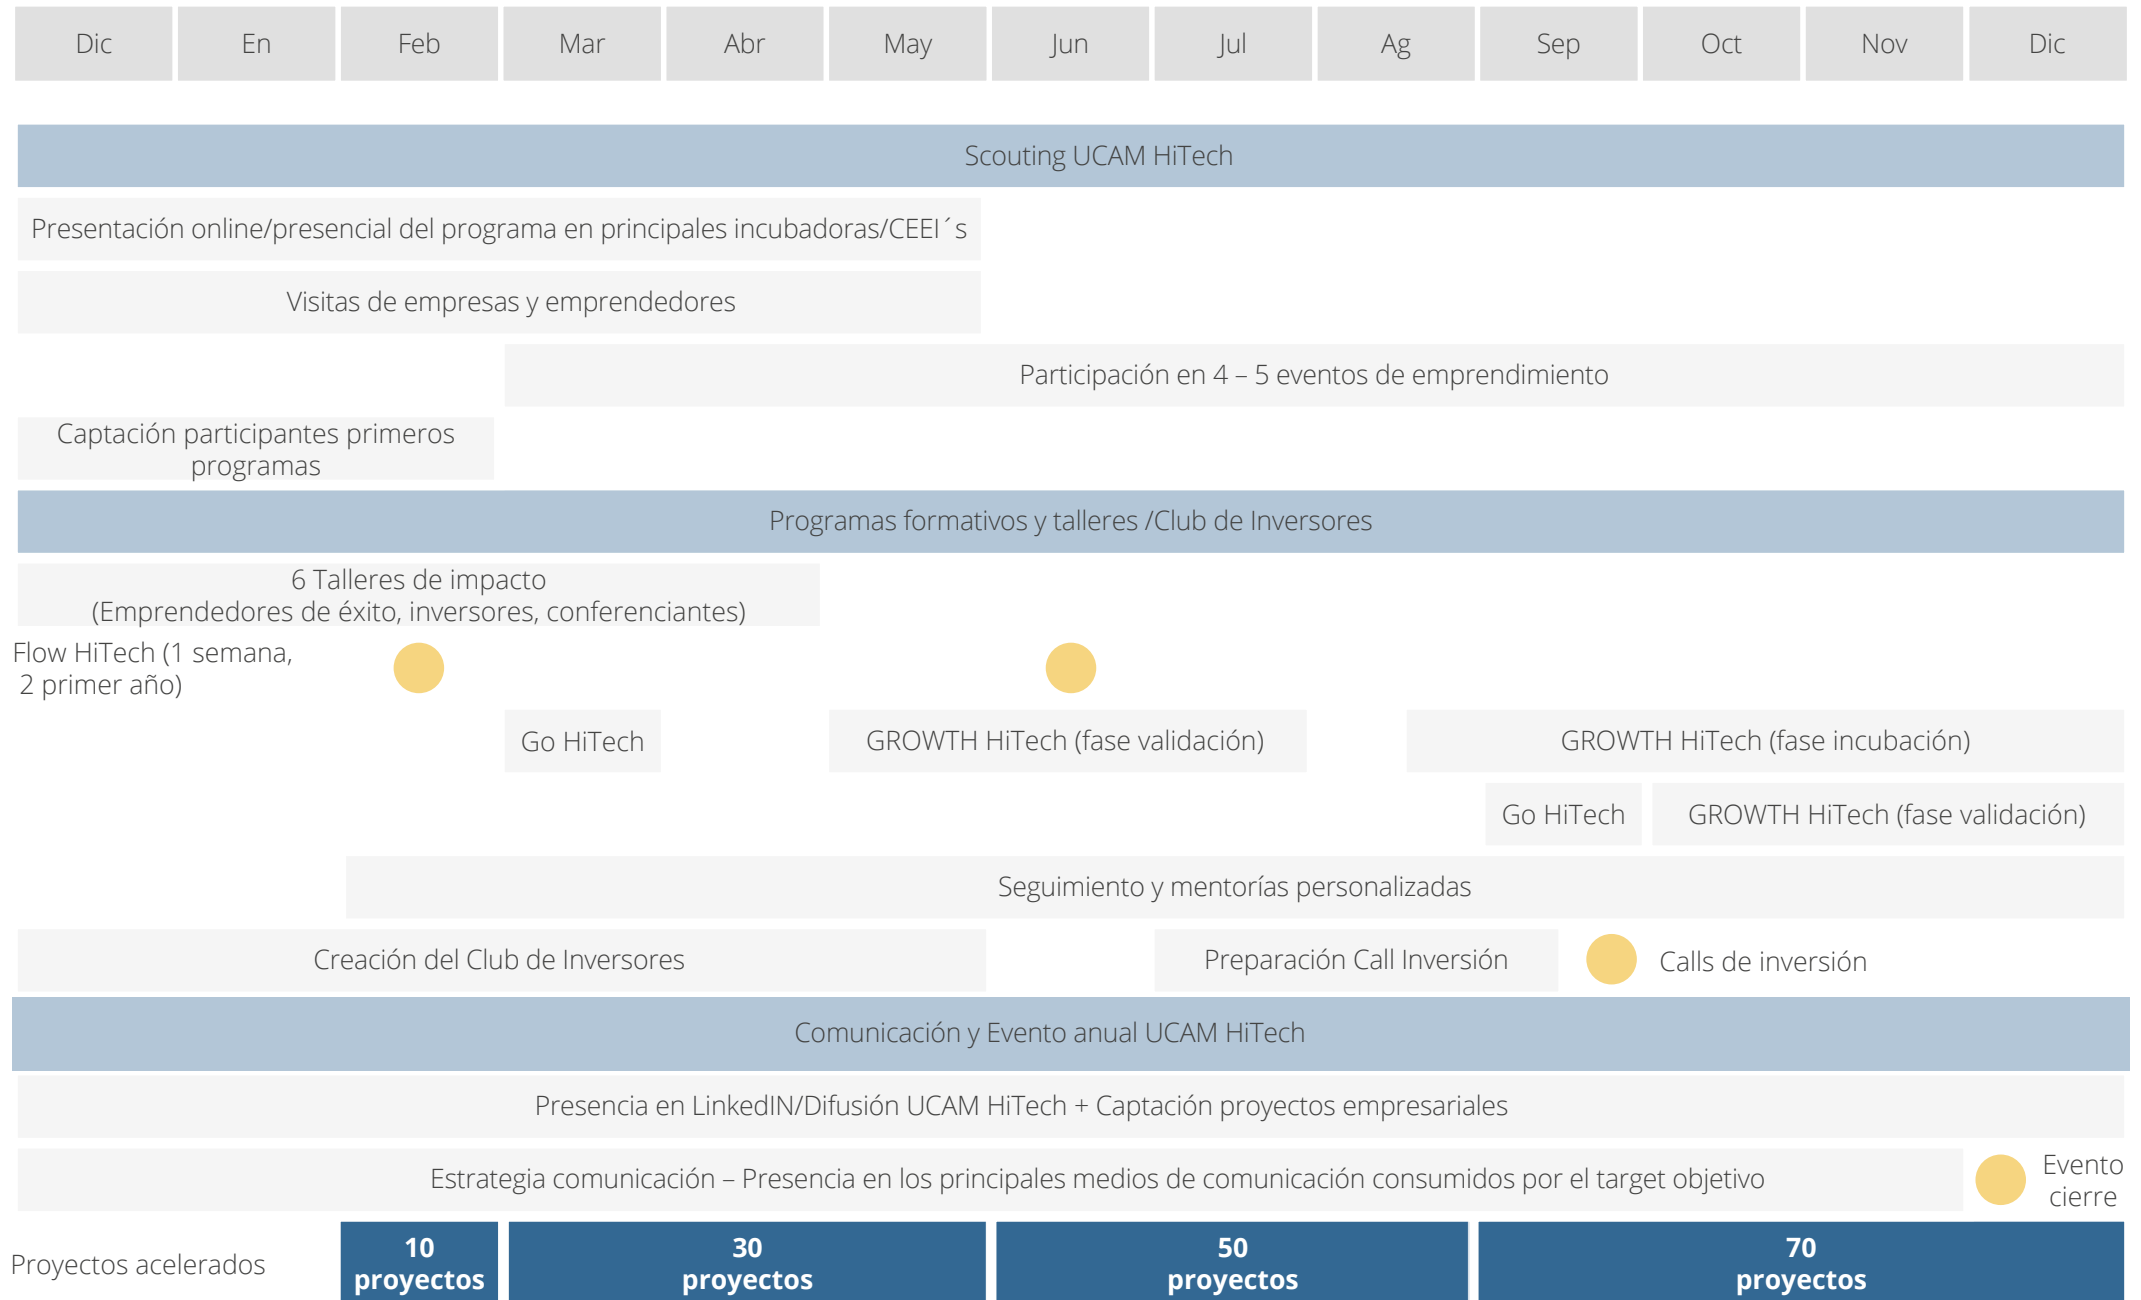 Dic En Feb Mar Abr May Jun Jul Ag Sep Oct Nov Dic
Scouting UCAM HiTech
Presentación online/presencial del programa en principales incubadoras/CEEI´s
Visitas de empresas y emprendedores
Participación en 4 – 5 eventos de emprendimiento
Captación participantes primeros
programas
Programas formativos y talleres /Club de Inversores
6 Talleres de impacto
(Emprendedores de éxito, inversores, conferenciantes)
Flow HiTech (1 semana,
2 primer año)
Go HiTech
GROWTH HiTech (fase validación)
GROWTH HiTech (fase incubación)
Go HiTech
GROWTH HiTech (fase validación)
Seguimiento y mentorías personalizadas
Creación del Club de Inversores
Preparación Call Inversión
Calls de inversión
Comunicación y Evento anual UCAM HiTech
Presencia en LinkedIN/Difusión UCAM HiTech + Captación proyectos empresariales
Estrategia comunicación – Presencia en los principales medios de comunicación consumidos por el target objetivo
Evento
cierre
Proyectos acelerados
10
proyectos
30
proyectos
50
proyectos
70
proyectos